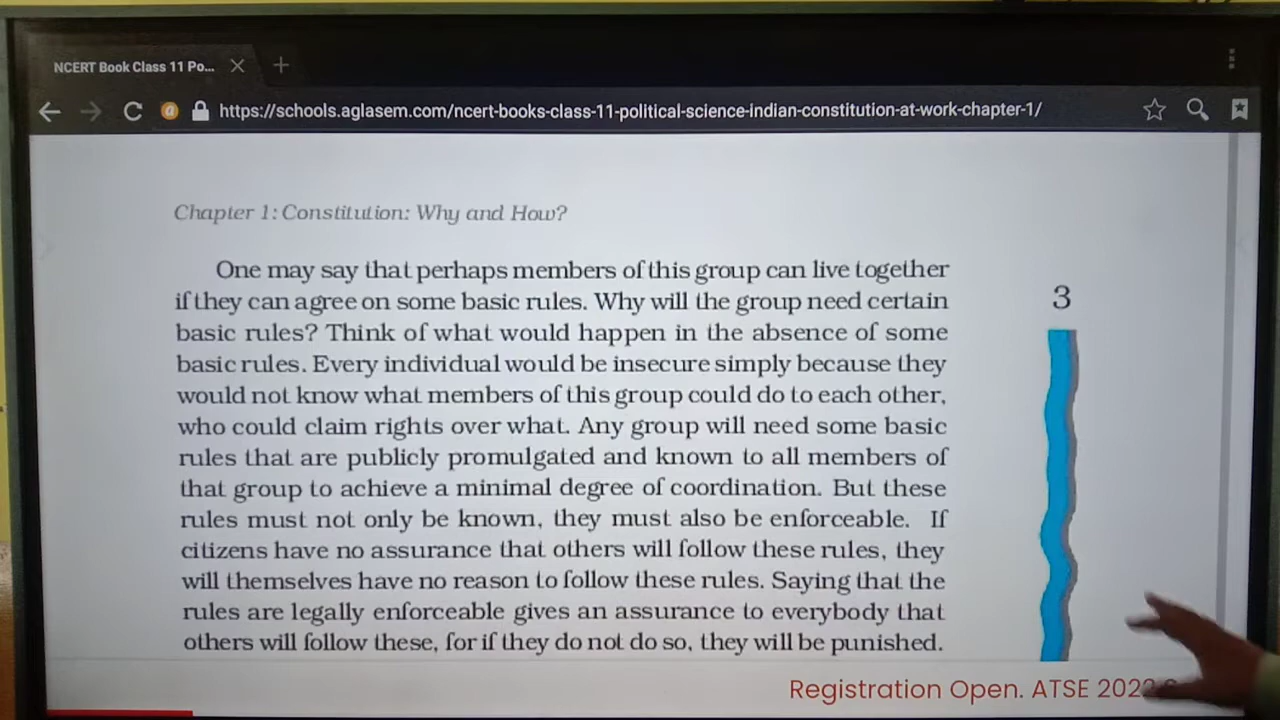 NCERT Book Class 11 Po...
https://schools.aglasem.com/ncert-books-class-11-political-science-indian-constitution-at-work-chapter-1/
Chapter 1: Constitution: Why and How?
One may say that perhaps members of this group can live together
if they can agree on some basic rules. Why will the group need certain
basic rules? Think of what would happen in the absence of some
basic rules. Every individual would be insecure simply because they
would not know what members of this group could do to each other,
who could claim rights over what. Any group will need some basic
rules that are publicly promulgated and known to all members of
that group to achieve a minimal degree of coordination. But these
rules must not only be known, they must also be enforceable. If
citizens have no assurance that others will follow these rules, they
will themselves have no reason to follow these rules. Saying that the
rules are legally enforceable gives an assurance to everybody that
others will follow these, for if they do not do so, they will be punished.
3
Registration Open. ATSE 2022